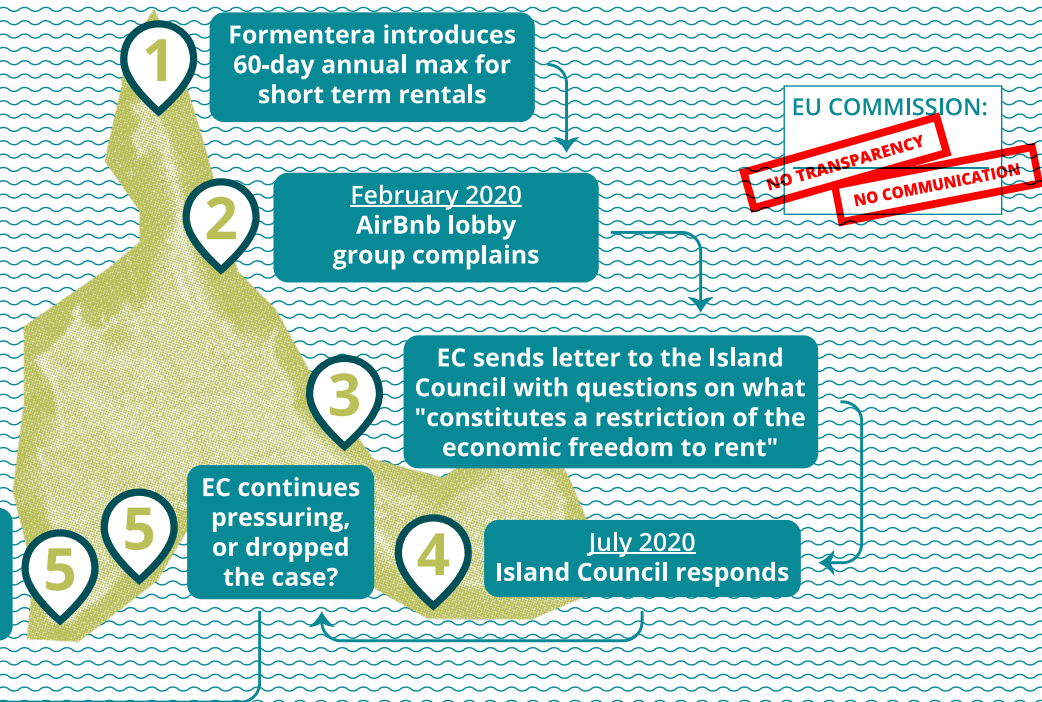 1
Formentera introduces
60-day annual max for
short term rentals
EU COMMISSION:
NO TRANSPARENCY
NO COMMUNICATION
2
February 2020
AirBnb lobby
group complains
3
EC sends letter to the Island
Council with questions on what
"constitutes a restriction of the
economic freedom to rent"
4
July 2020
Island Council responds
5
EC continues
pressuring,
or dropped
the case?
5